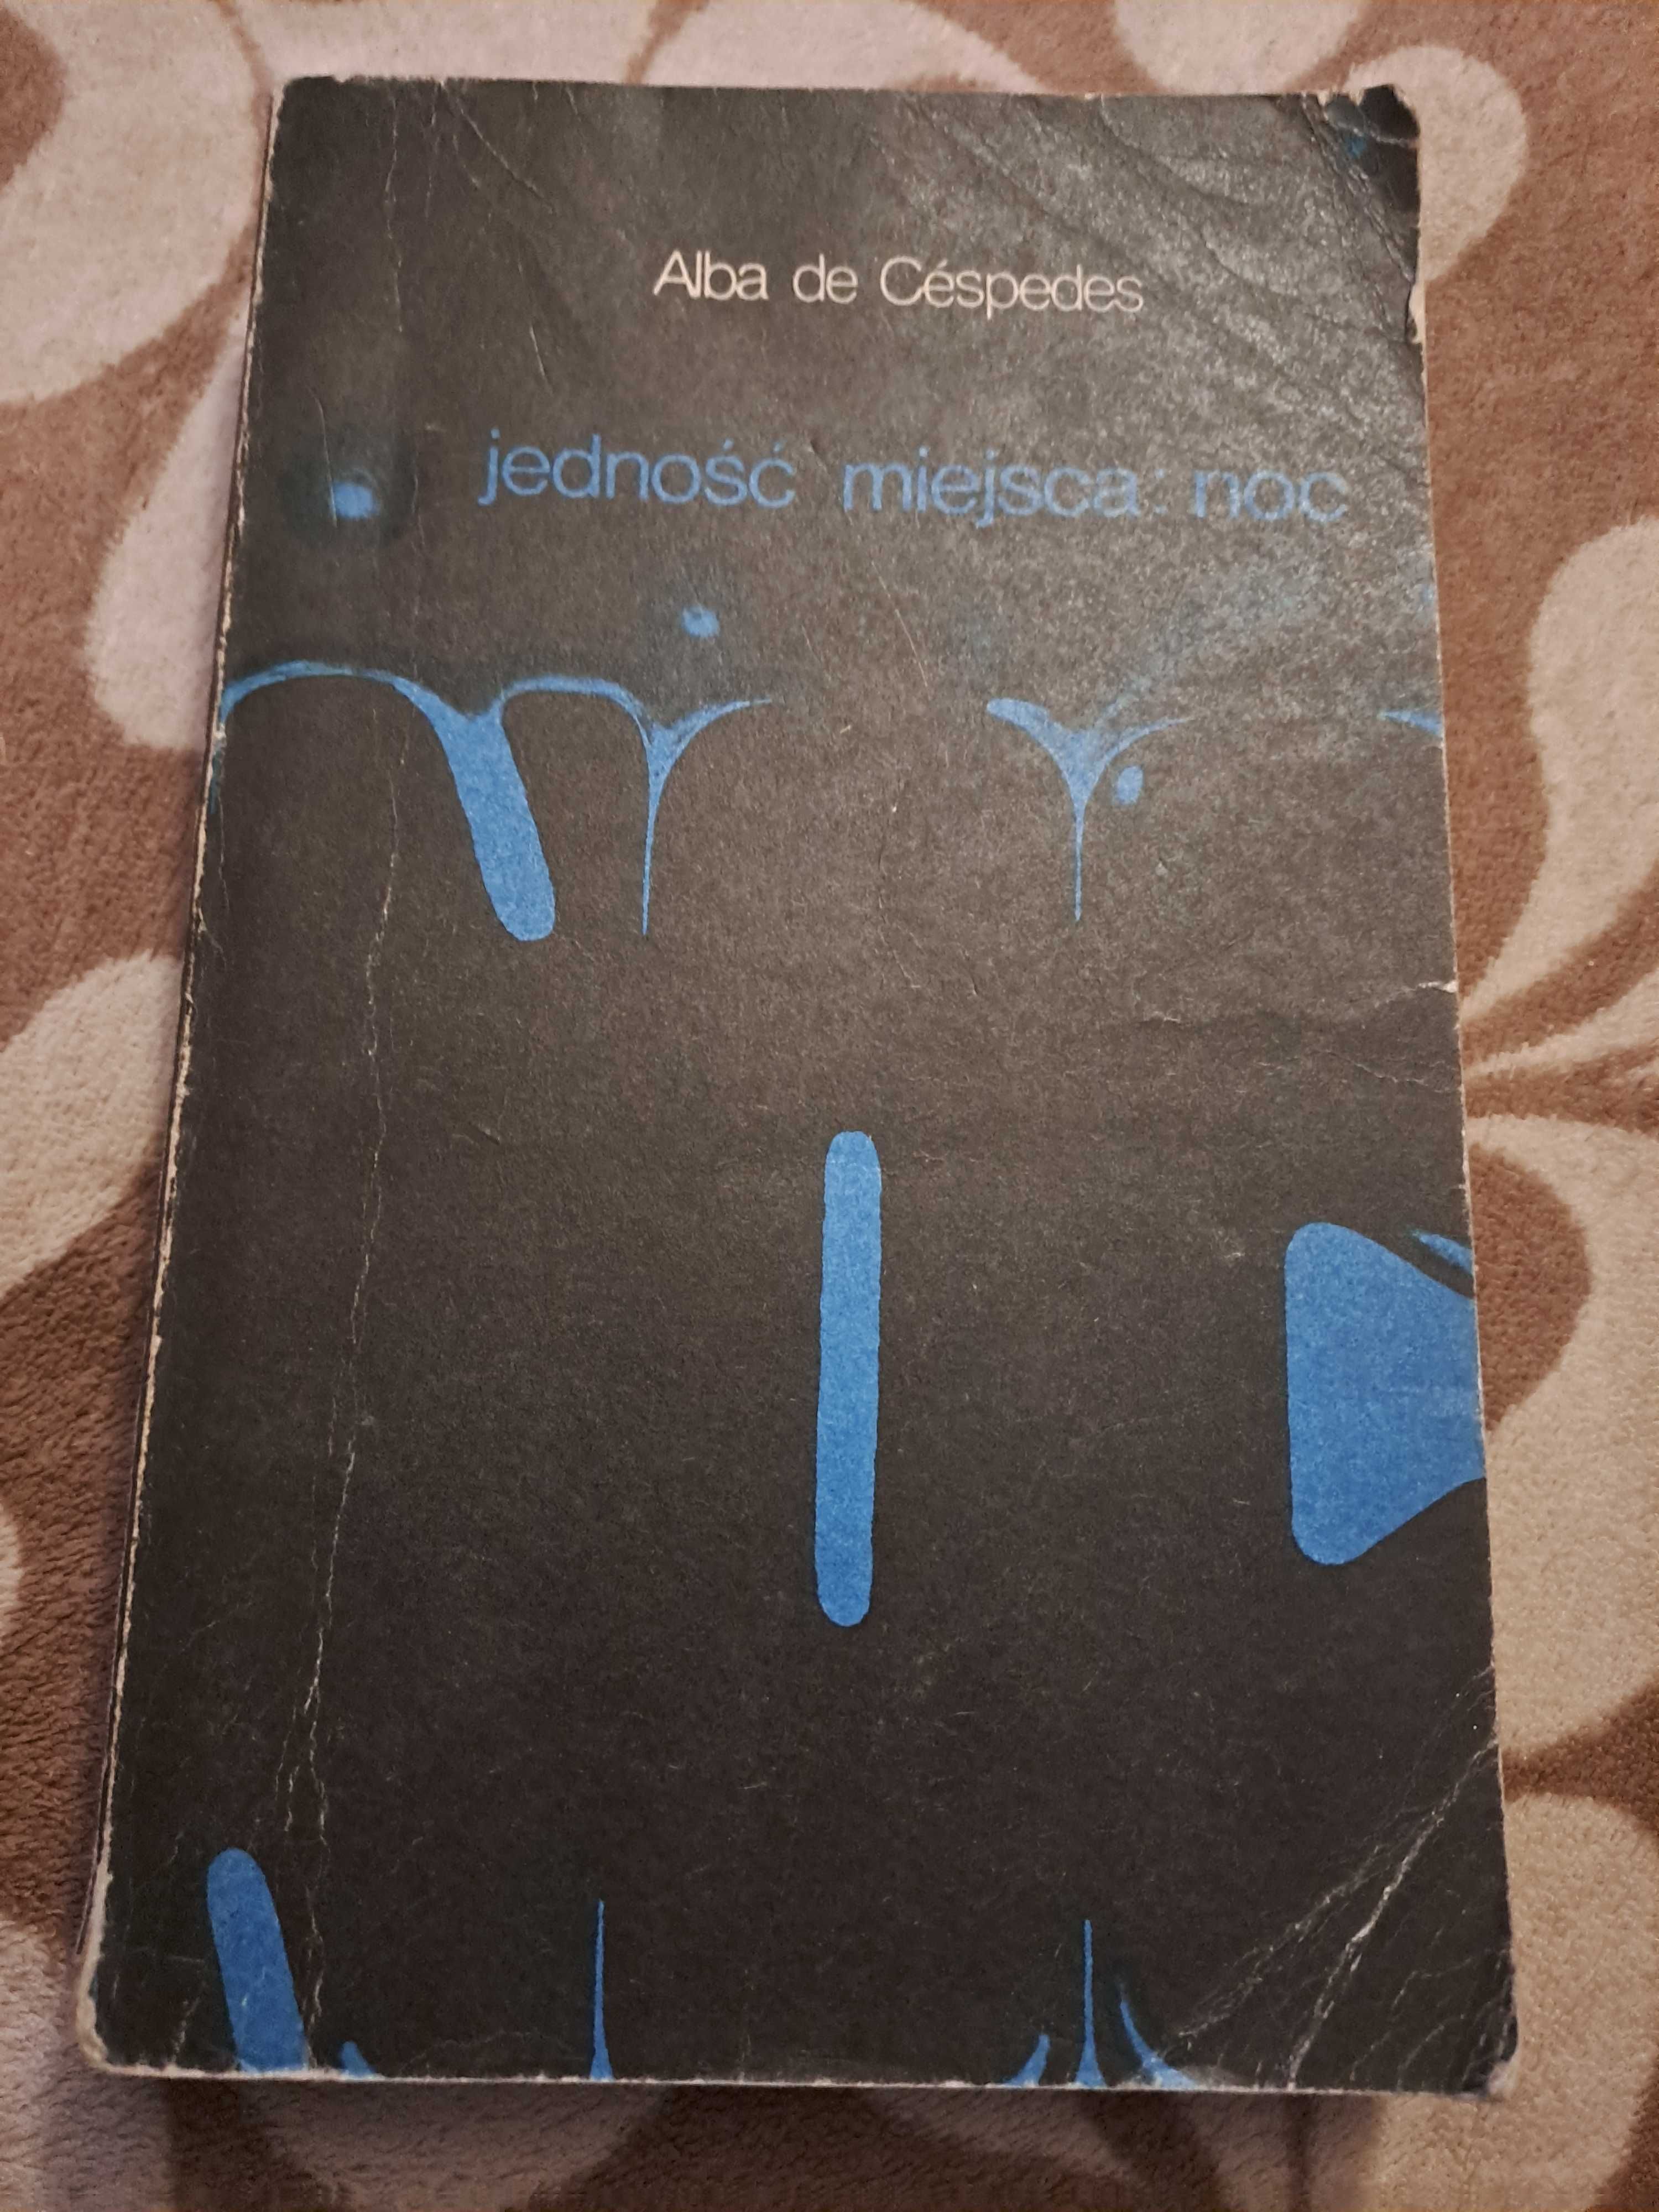 Alba de Céspedes
jedność miejsca: noc